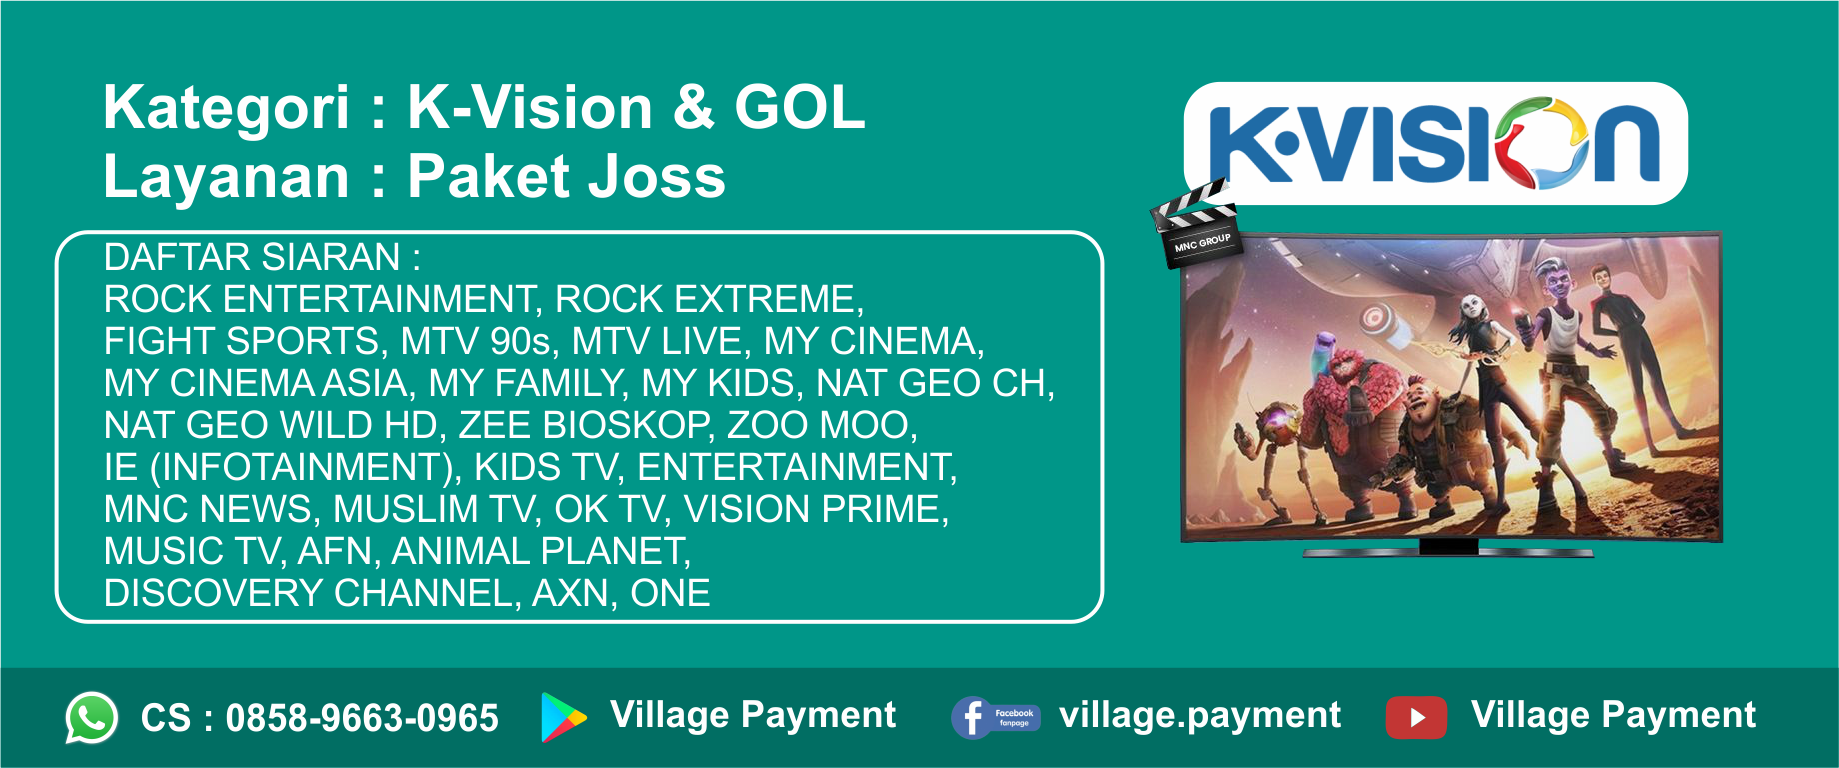 Kategori : K-Vision & GOL
Layanan : Paket Joss
K-VISION
MNC GROUP
DAFTAR SIARAN :
ROCK ENTERTAINMENT, ROCK EXTREME,
FIGHT SPORTS, MTV 90s, MTV LIVE, MY CINEMA,
MY CINEMA ASIA, MY FAMILY, MY KIDS, NAT GEO CH,
NAT GEO WILD HD, ZEE BIOSKOP, ZOO MOO,
IE (INFOTAINMENT), KIDS TV, ENTERTAINMENT,
MNC NEWS, MUSLIM TV, OK TV, VISION PRIME,
MUSIC TV, AFN, ANIMAL PLANET,
DISCOVERY CHANNEL, AXN, ONE
CS : 0858-9663-0965
Village Payment
Facebook
fanpage
village.payment
Village Payment